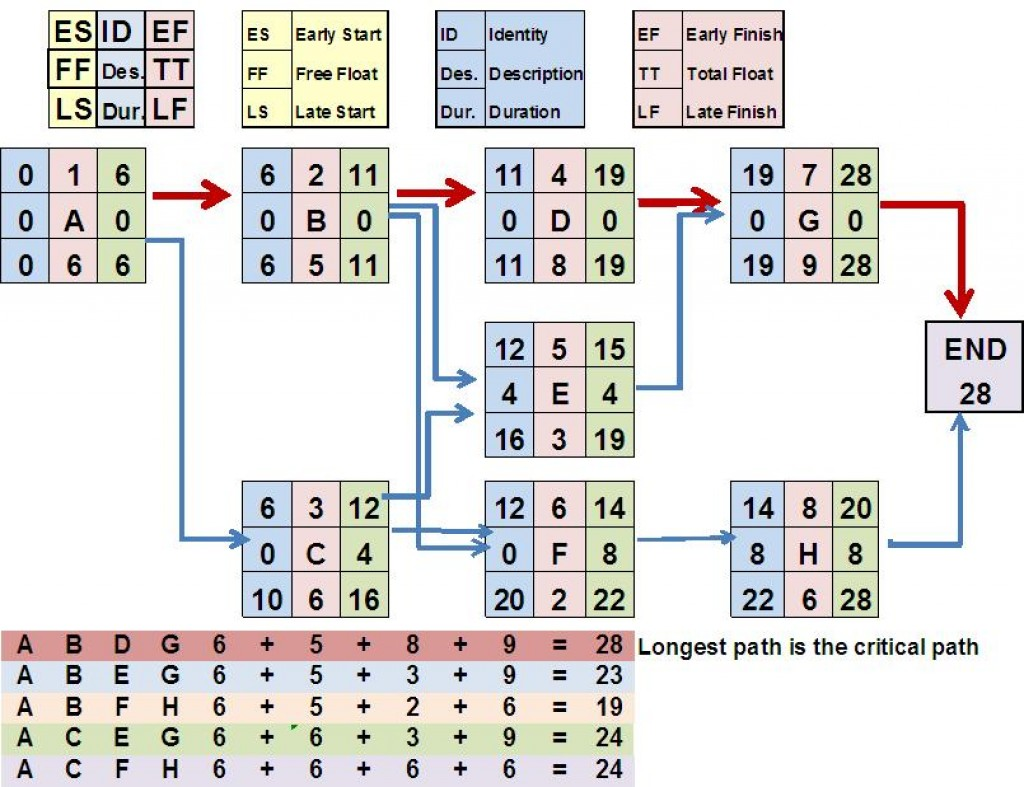 ES ID EF
FF Des. TT
LS Dur. LF
ES Early Start
FF Free Float
LS Late Start
ID Identity
Des. Description
Dur. Duration
EF Early Finish
TT Total Float
LF Late Finish
0 1 6
0 A 0
0 6 6
6 2 11
0 B 0
6 5 11
11 4 19
0 D 0
11 8 19
19 7 28
0 G 0
19 9 28
12 5 15
4 E 4
16 3 19
END
28
6 3 12
0 C 4
10 6 16
12 6 14
0 F 8
20 2 22
14 8 20
8 H 8
22 6 28
A B D G 6 + 5 + 8 + 9 = 28 Longest path is the critical path
A B E G 6 + 5 + 3 + 9 = 23
A B F H 6 + 5 + 2 + 6 = 19
A C E G 6 + 6 + 3 + 9 = 24
A C F H 6 + 6 + 6 + 6 = 24